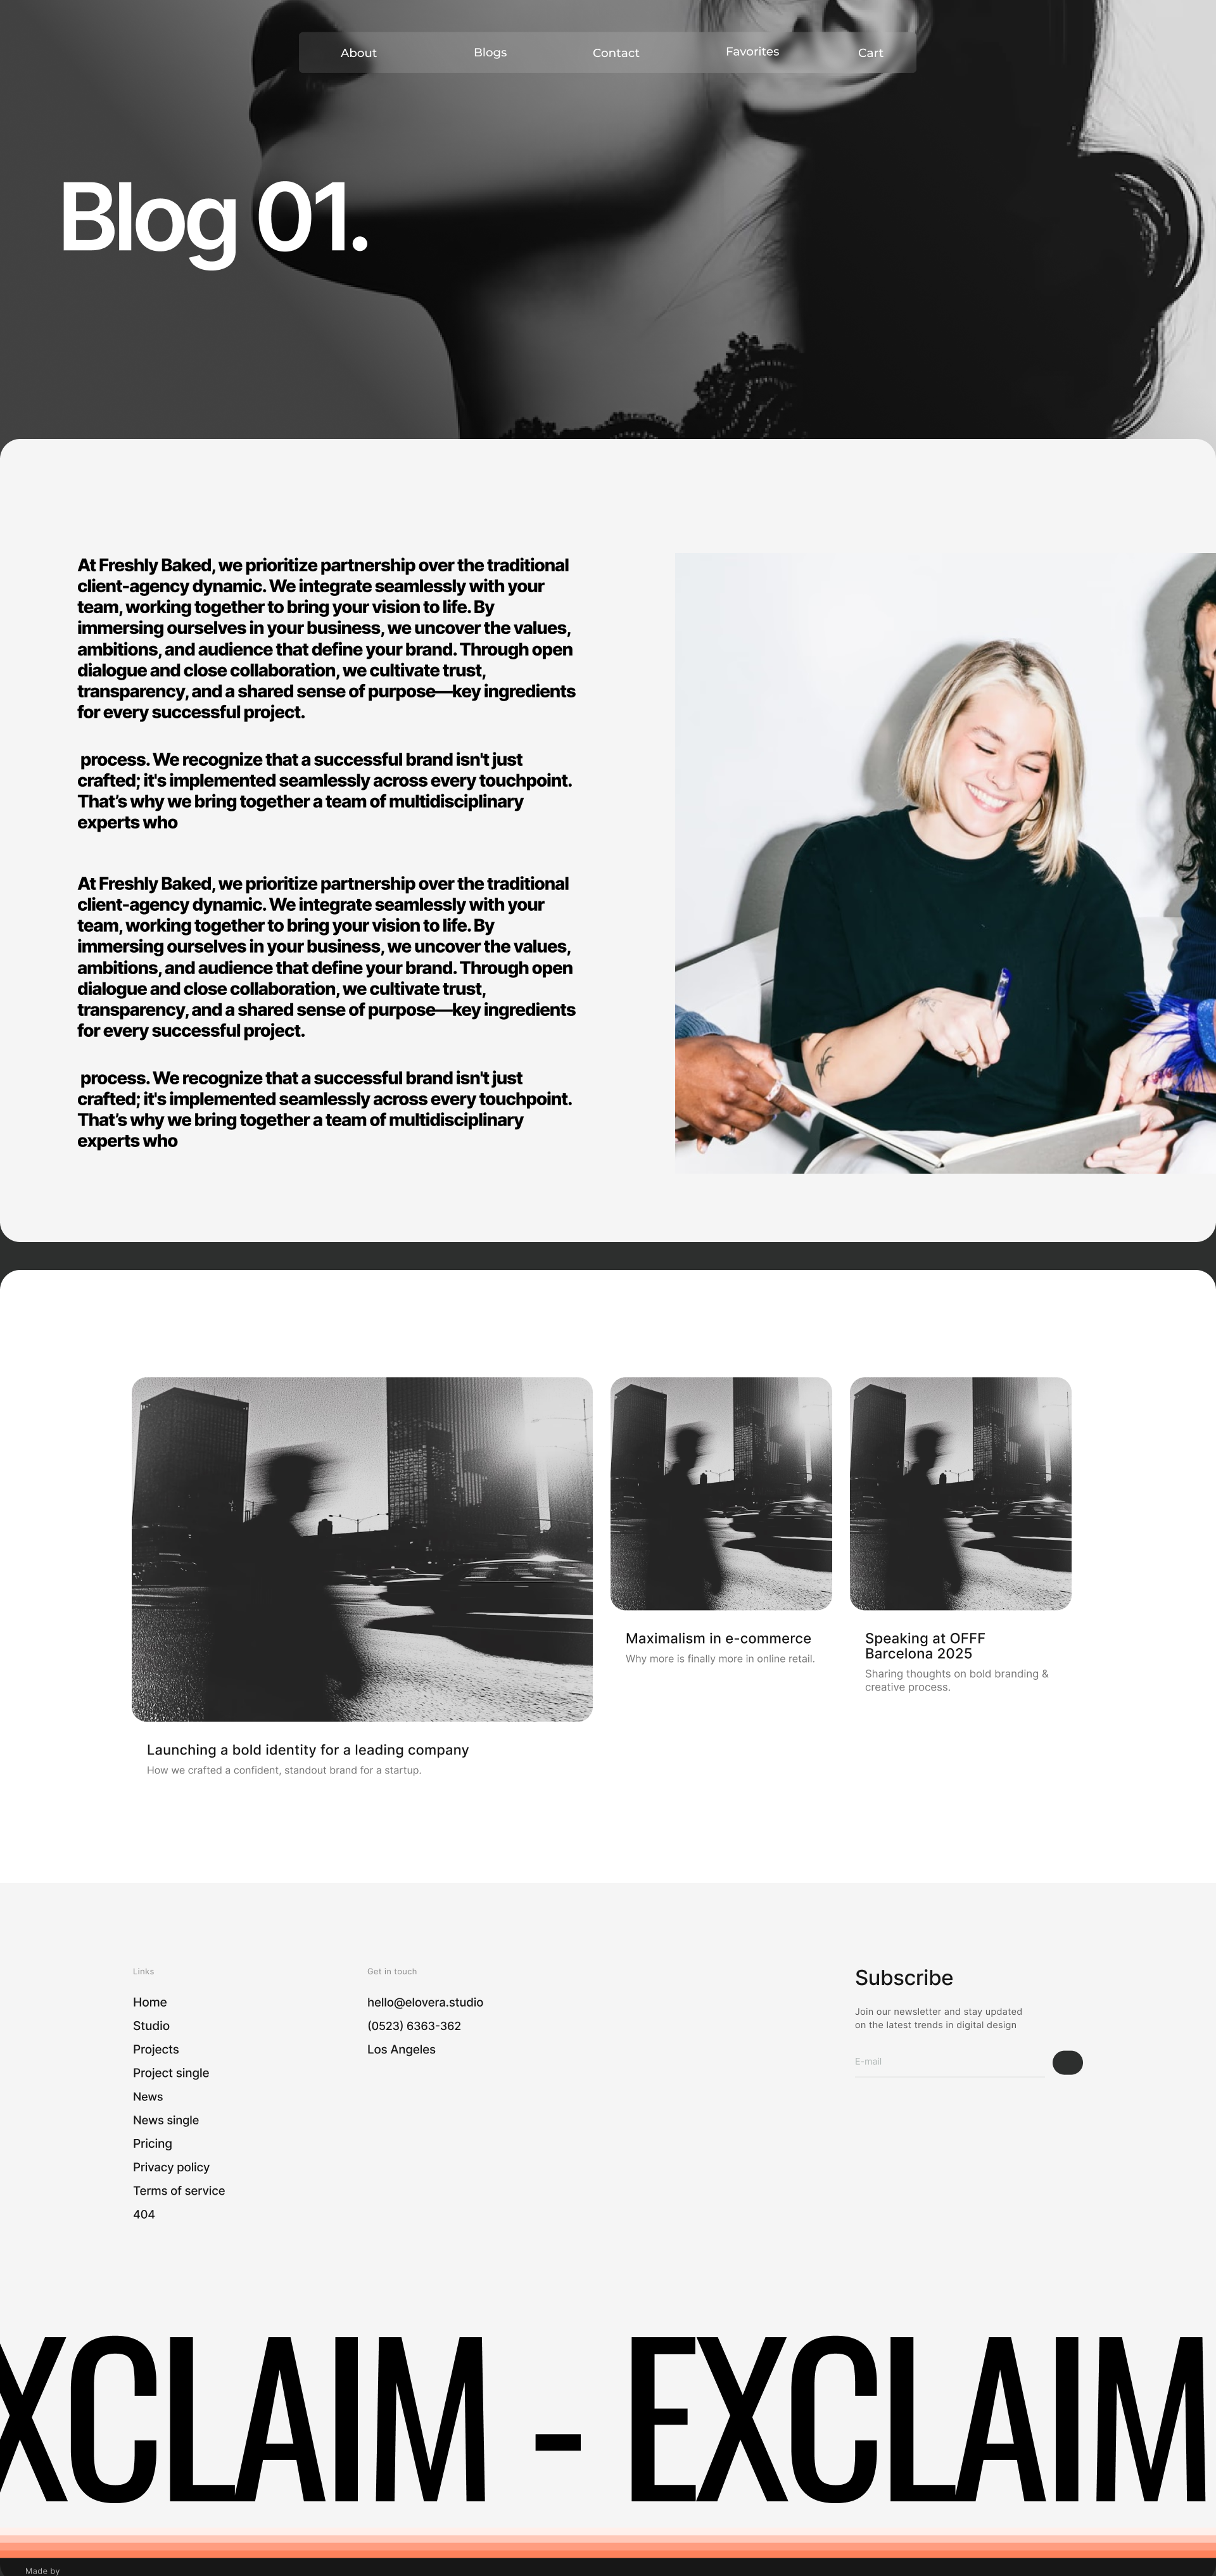 About Blogs Contact Favorites Cart
Blog 01.
At Freshly Baked, we prioritize partnership over the traditional
client-agency dynamic. We integrate seamlessly with your
team, working together to bring your vision to life. By
immersing ourselves in your business, we uncover the values,
ambitions, and audience that define your brand. Through open
dialogue and close collaboration, we cultivate trust,
transparency, and a shared sense of purpose—key ingredients
for every successful project.
process. We recognize that a successful brand isn't just
crafted; it's implemented seamlessly across every touchpoint.
That’s why we bring together a team of multidisciplinary
experts who
At Freshly Baked, we prioritize partnership over the traditional
client-agency dynamic. We integrate seamlessly with your
team, working together to bring your vision to life. By
immersing ourselves in your business, we uncover the values,
ambitions, and audience that define your brand. Through open
dialogue and close collaboration, we cultivate trust,
transparency, and a shared sense of purpose—key ingredients
for every successful project.
process. We recognize that a successful brand isn't just
crafted; it's implemented seamlessly across every touchpoint.
That’s why we bring together a team of multidisciplinary
experts who
Launching a bold identity for a leading company
How we crafted a confident, standout brand for a startup.
Maximalism in e-commerce
Why more is finally more in online retail.
Speaking at OFFF
Barcelona 2025
Sharing thoughts on bold branding &
creative process.
Links
Home
Studio
Projects
Project single
News
News single
Pricing
Privacy policy
Terms of service
404
Get in touch
hello@elovera.studio
(0523) 6363-362
Los Angeles
Subscribe
Join our newsletter and stay updated
on the latest trends in digital design
E-mail
XCLAIM - EXCLAIM
Made by